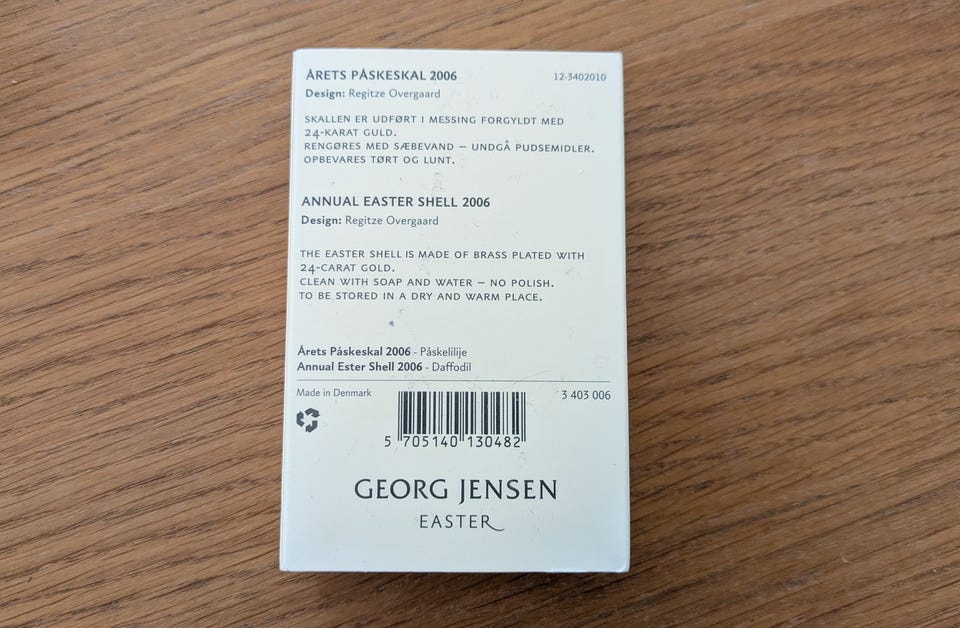 ÅRETS PÅSKESKAL 2006 12-3402010
Design: Regitze Overgaard
SKALLEN ER UDFØRT I MESSING FORGYLDT MED
24-KARAT GULD.
RENGØRES MED SÆBEVAND – UNDGÅ PUDSEMIDLER.
OPBEVARES TØRT OG LUNT.
ANNUAL EASTER SHELL 2006
Design: Regitze Overgaard
THE EASTER SHELL IS MADE OF BRASS PLATED WITH
24-CARAT GOLD.
CLEAN WITH SOAP AND WATER – NO POLISH.
TO BE STORED IN A DRY AND WARM PLACE.
Årets Påskeskal 2006 - Påskelilje
Annual Ester Shell 2006 - Daffodil
Made in Denmark 3 403 006
5 705140 130482
GEORG JENSEN
EASTER